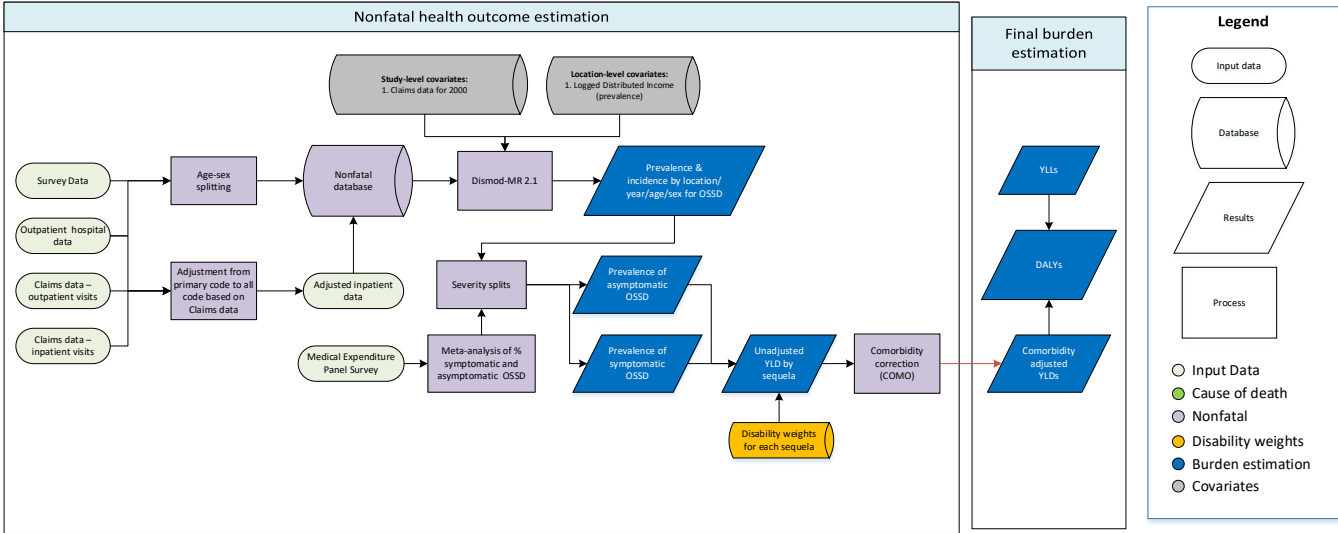 Nonfatal health outcome estimation
Study-level covariates:
1. Claims data for 2000
Location-level covariates:
1. Logged Distributed Income
(prevalence)
Survey Data
Age-sex
splitting
Nonfatal
database
Dismod-MR 2.1
Prevalence &
incidence by location/
year/age/sex for OSSD
Outpatient hospital
data
Claims data –
outpatient visits
Claims data –
inpatient visits
Adjustment from
primary code to all
code based on
Claims data
Adjusted inpatient
data
Severity splits
Prevalence of
asymptomatic
OSSD
Medical Expenditure
Panel Survey
Meta-analysis of %
symptomatic and
asymptomatic OSSD
Prevalence of
symptomatic
OSSD
Unadjusted
YLD by
sequela
Comorbidity
correction
(COMO)
Disability weights
for each sequela
Final burden
estimation
YLLs
DALYs
Comorbidity
adjusted
YLDs
Legend
Input data
Database
Results
Process
Input Data
Cause of death
Nonfatal
Disability weights
Burden estimation
Covariates